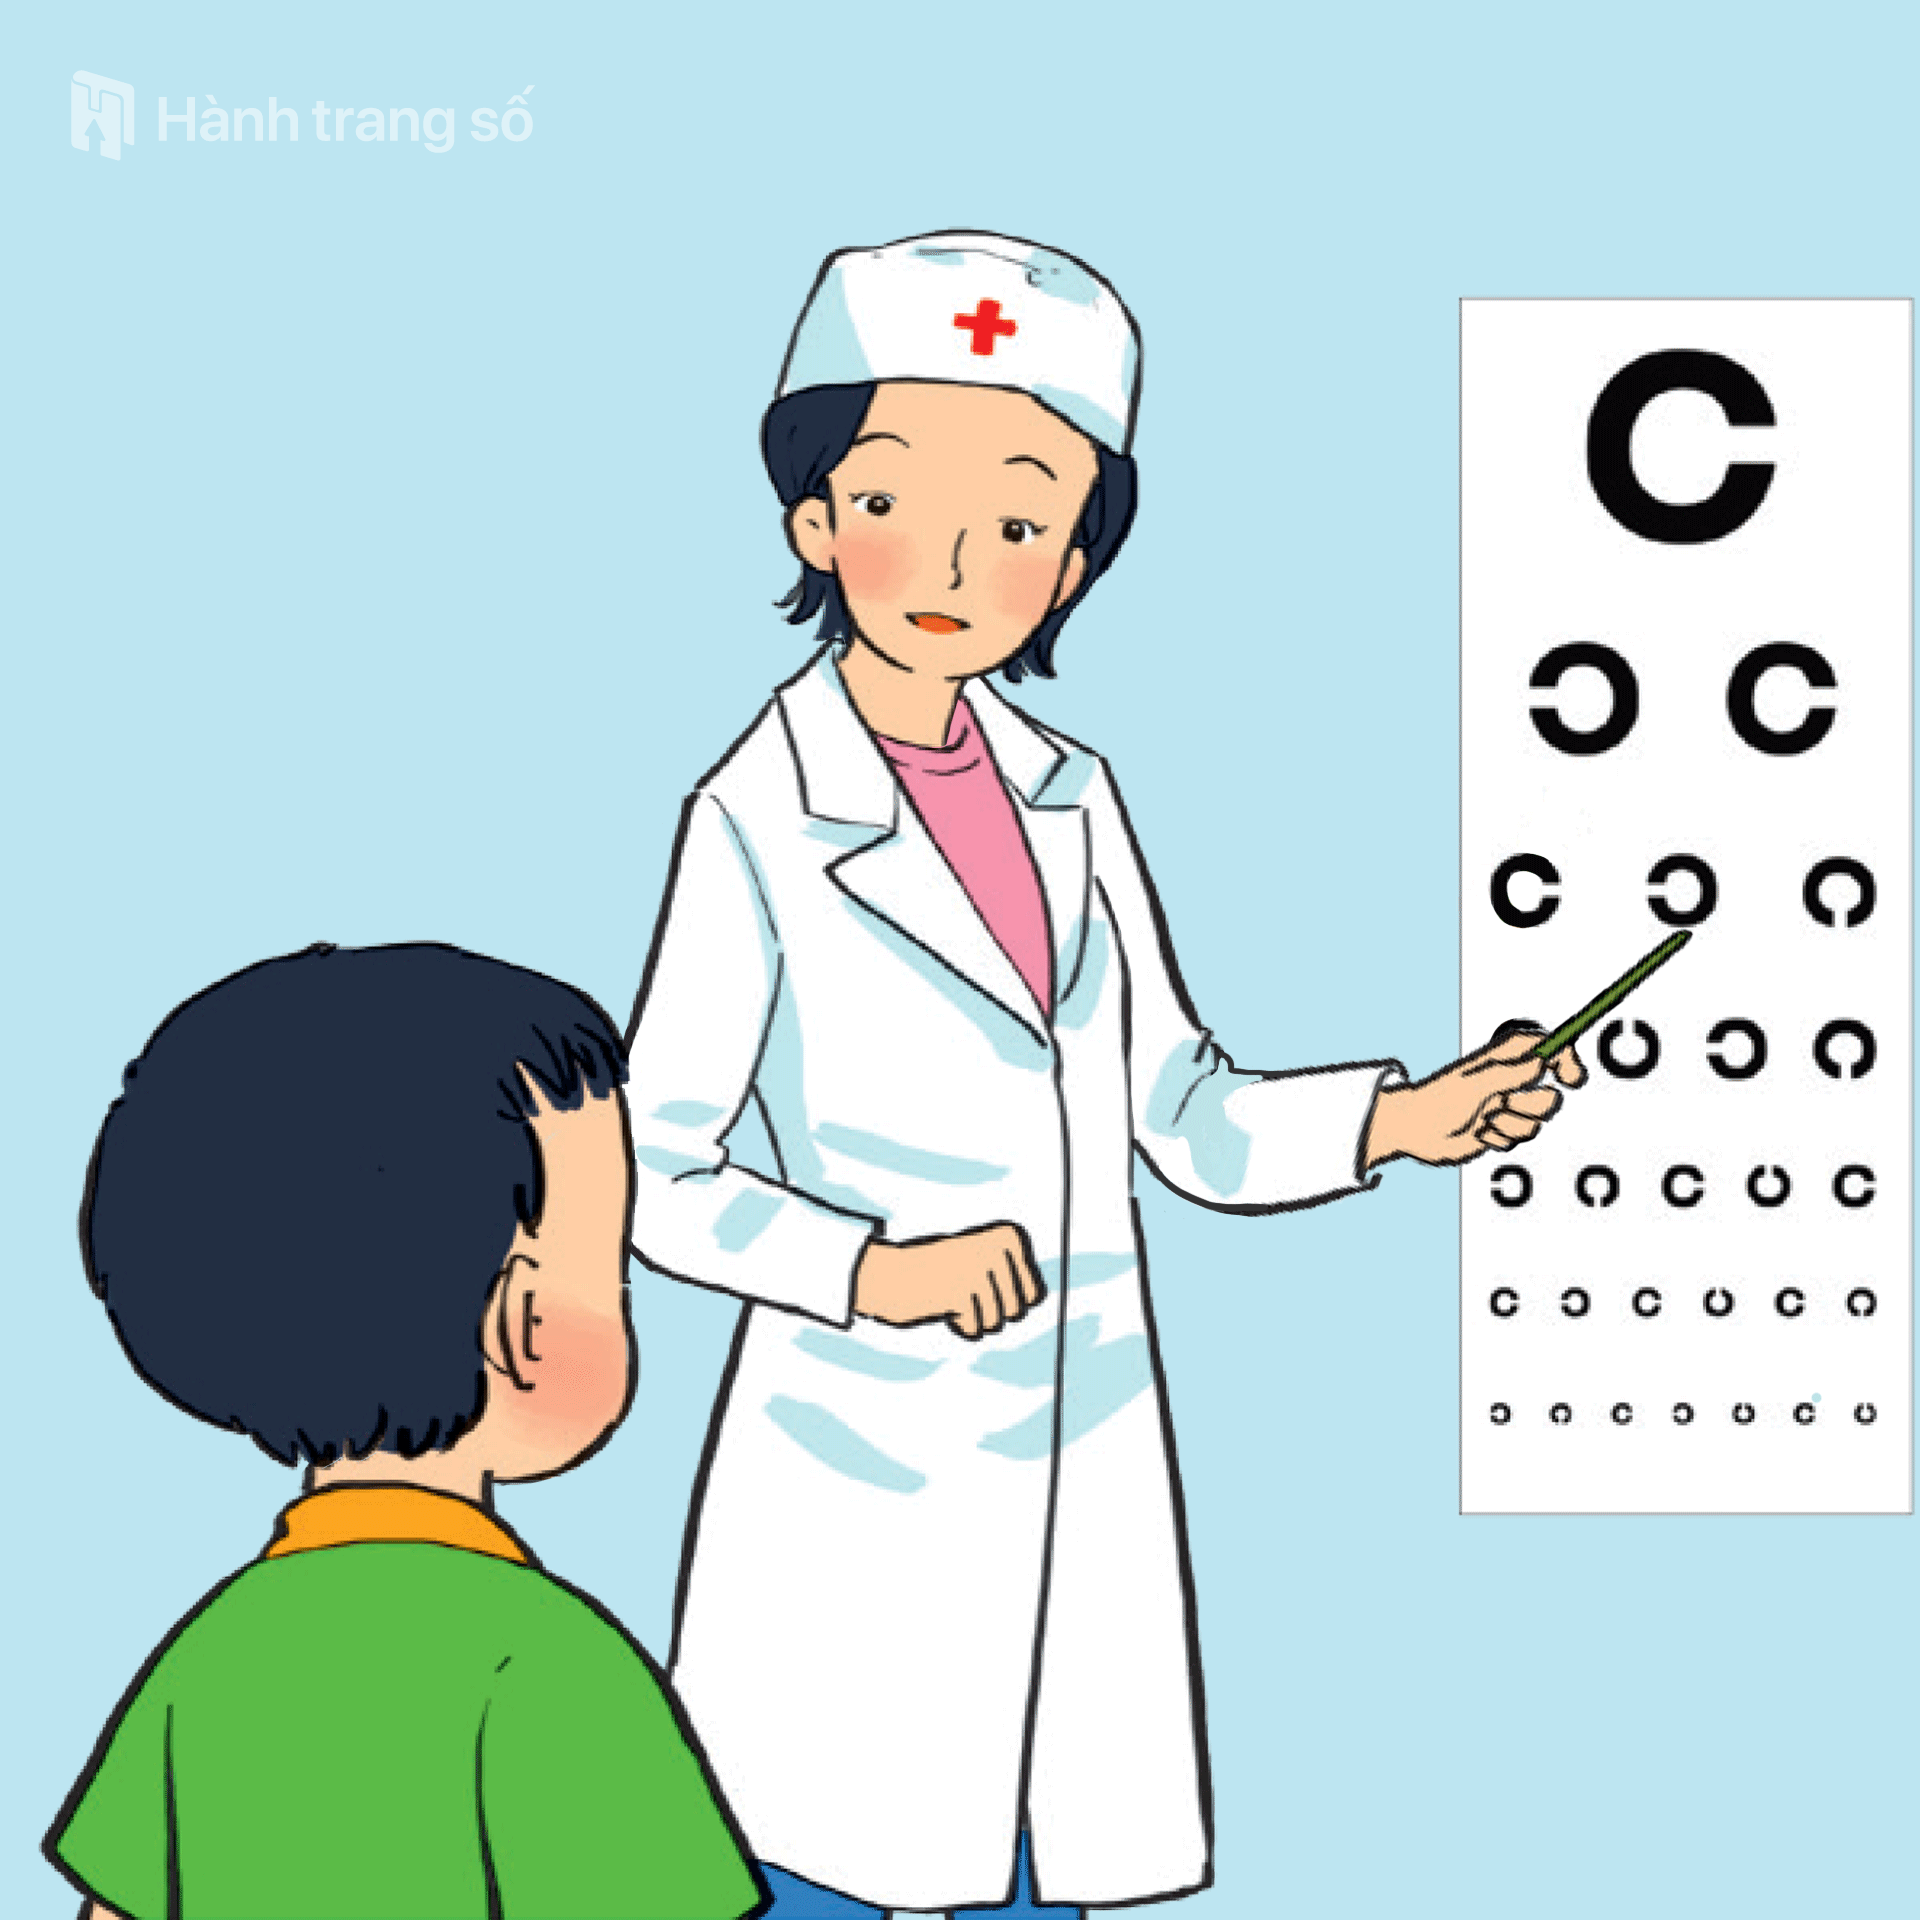 Hành trang số
C
Ɔ C
C Ɔ